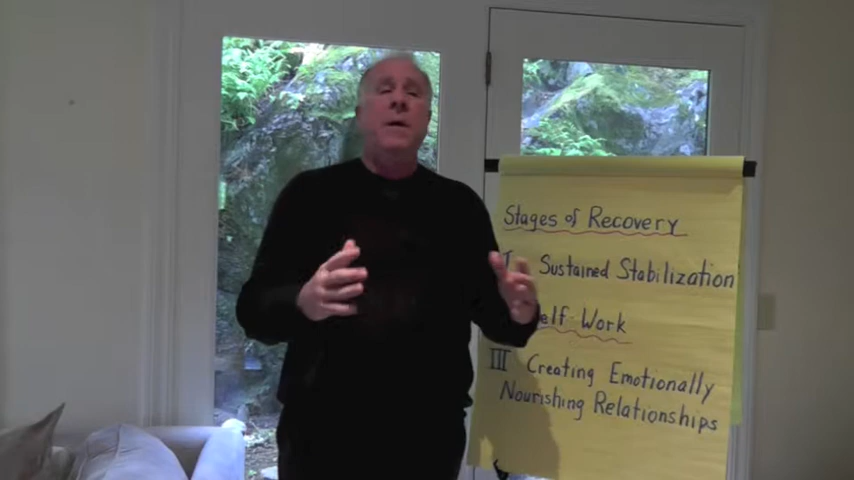 Stages of Recovery
Sustained Stabilization
Work
III Creating Emotionally
Nourishing Relationships